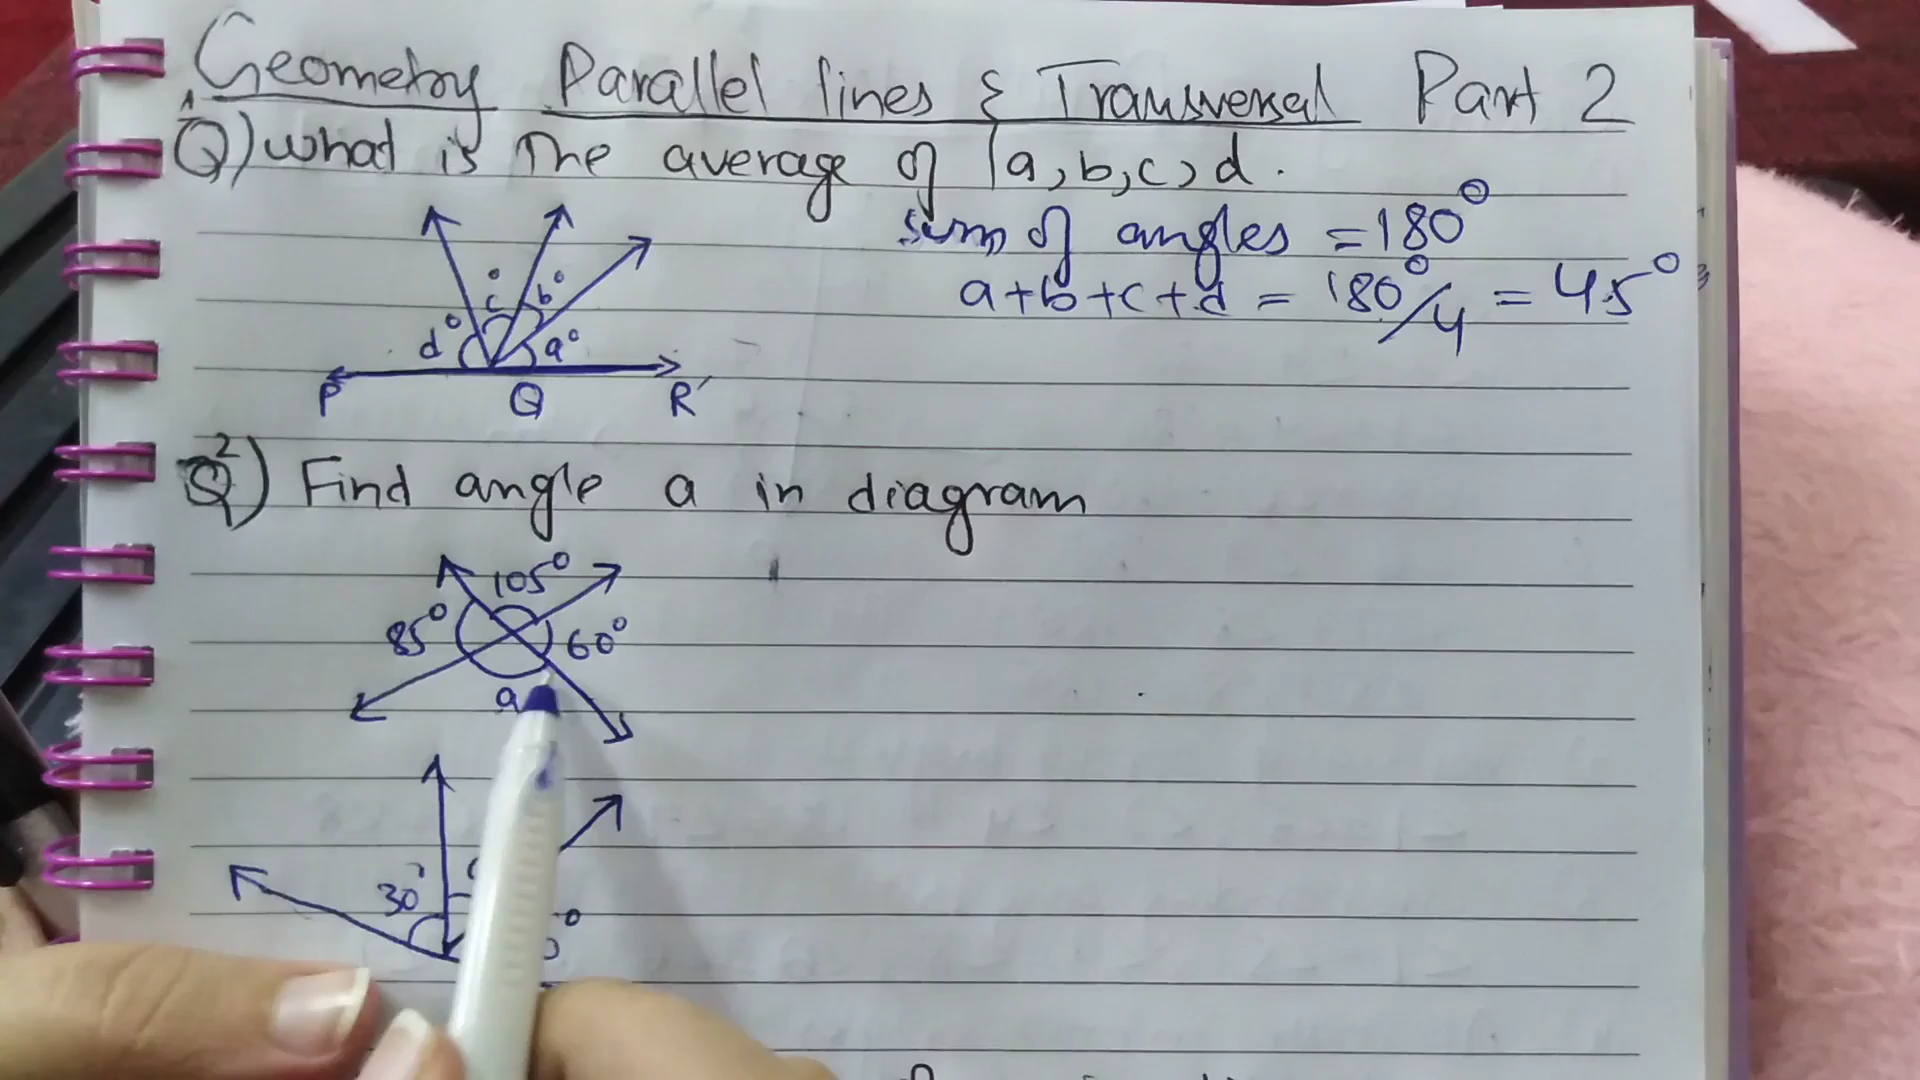 Geometry Parallel lines & Transversal Part 2
1
Q) what is The average of a, b, c, d.
sum of angles = 180°
a + b + c + d = 180°/4 = 45°
c° b°
d° a°
P Q R
Q2) Find angle a in diagram
105°
85° 60°
a
30°